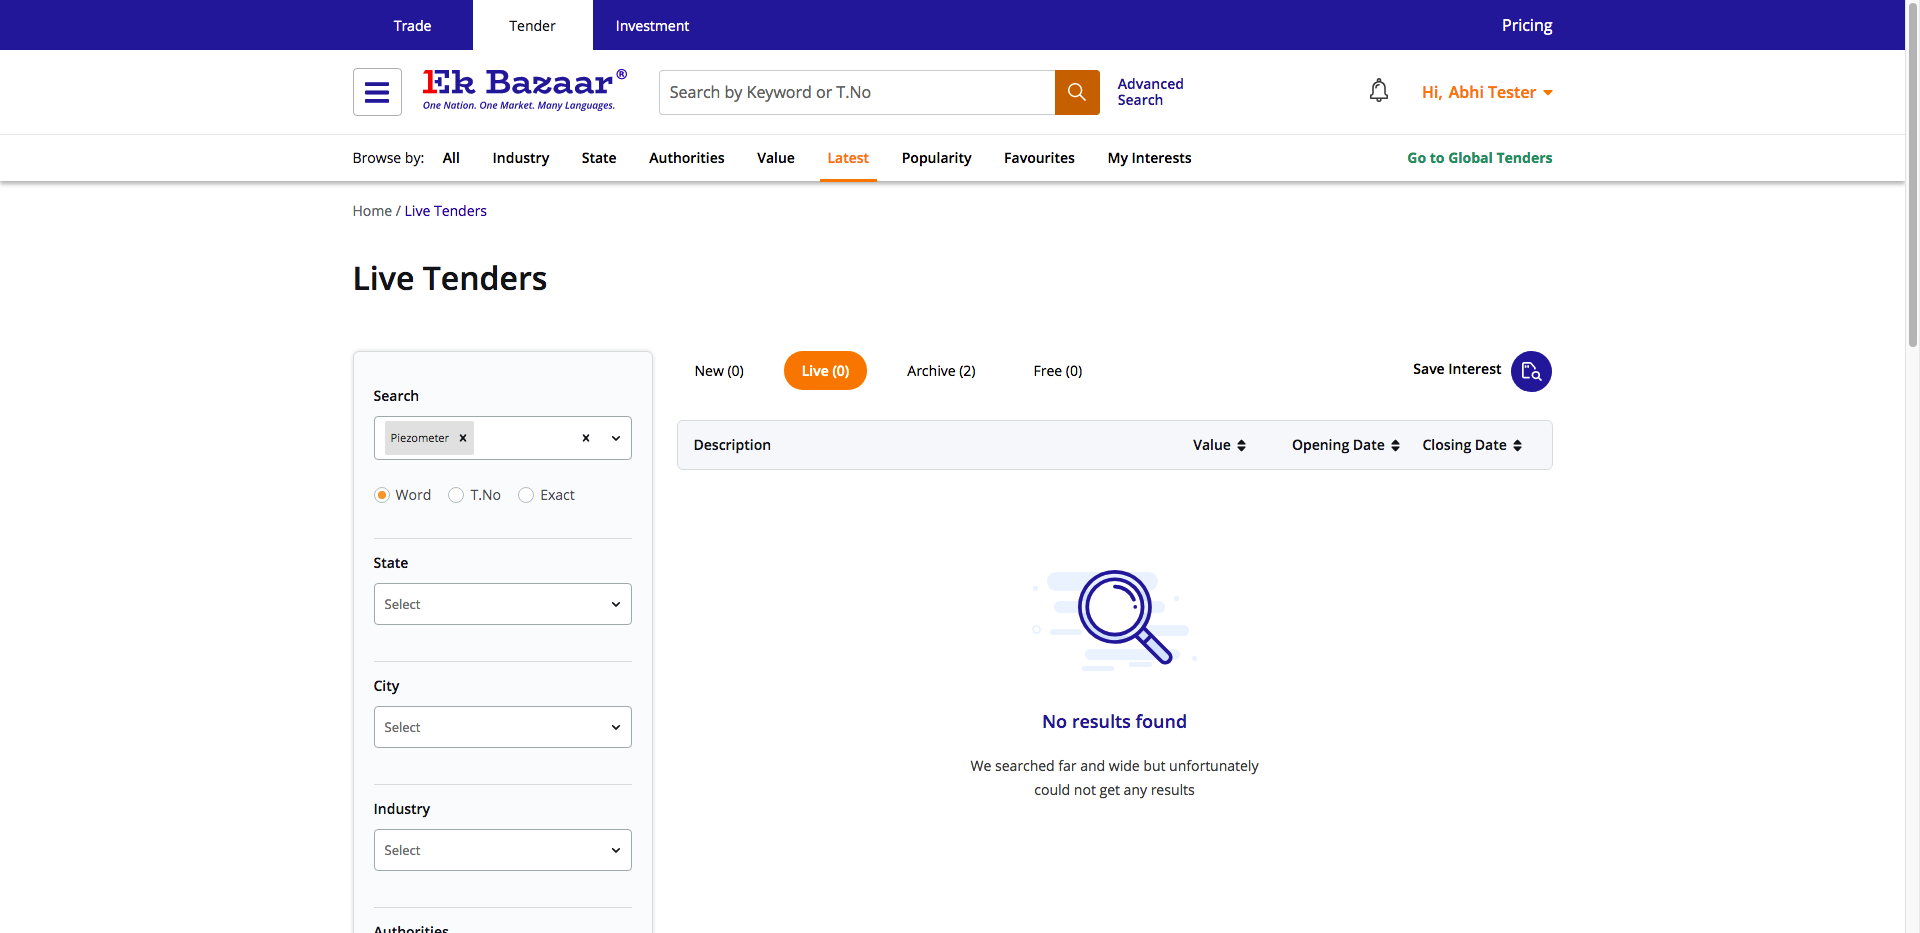 Trade
Tender
Investment
Pricing
1Ek Bazaar®
One Nation. One Market. Many Languages.
Search by Keyword or T.No
Advanced
Search
Hi, Abhi Tester
Browse by:
All
Industry
State
Authorities
Value
Latest
Popularity
Favourites
My Interests
Go to Global Tenders
Home / Live Tenders
Live Tenders
Search
Piezometer
Word
T.No
Exact
State
Select
City
Select
Industry
Select
Authorities
New (0)
Live (0)
Archive (2)
Free (0)
Save Interest
Description
Value
Opening Date
Closing Date
No results found
We searched far and wide but unfortunately
could not get any results